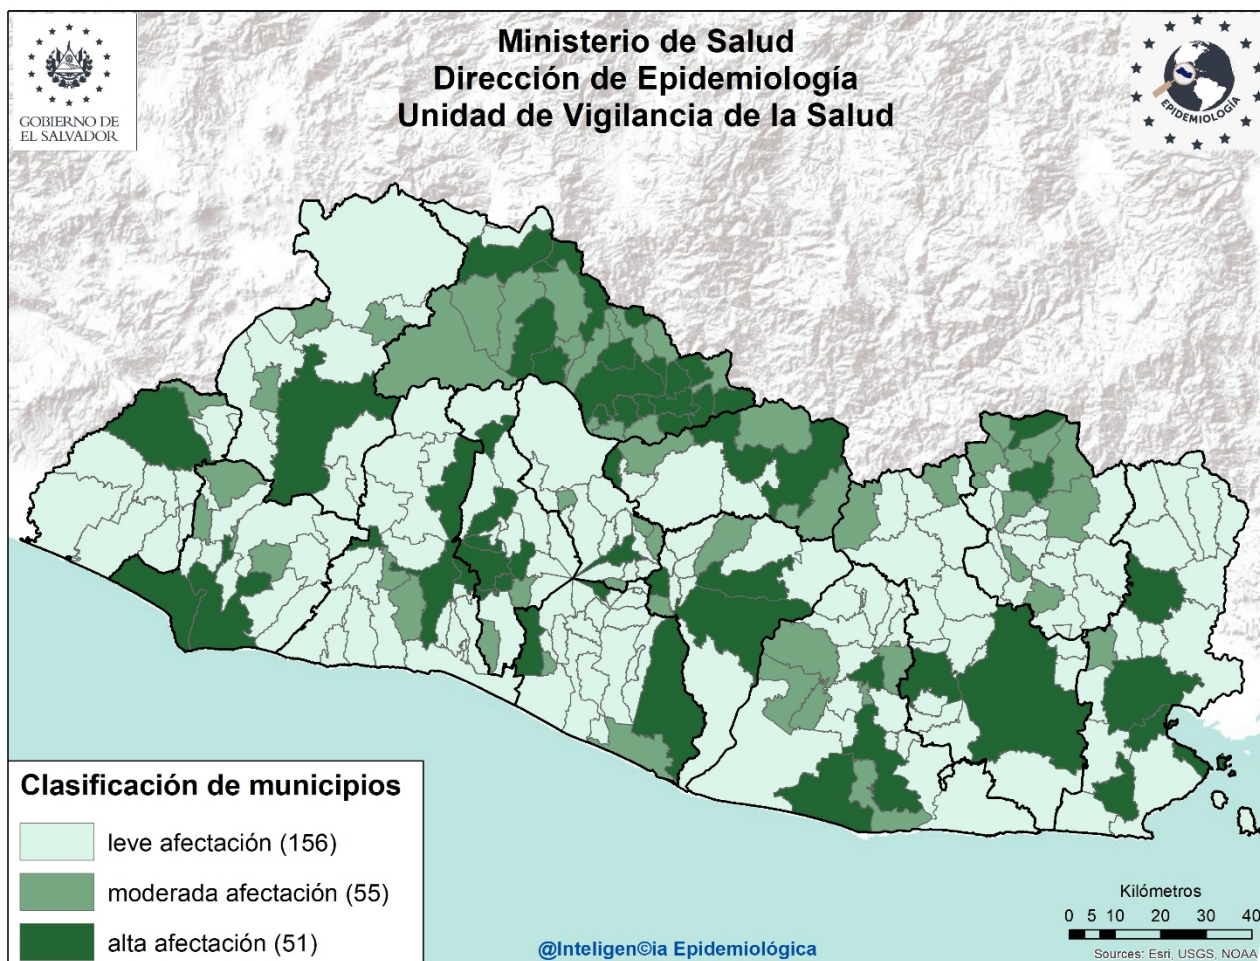 Ministerio de Salud
Dirección de Epidemiología
Unidad de Vigilancia de la Salud
GOBIERNO DE
EL SALVADOR
EPIDEMIOLOGÍA
Clasificación de municipios
leve afectación (156)
moderada afectación (55)
alta afectación (51)
Kilómetros
0 5 10 20 30 40
@Inteligen©ia Epidemiológica
Sources: Esri, USGS, NOAA